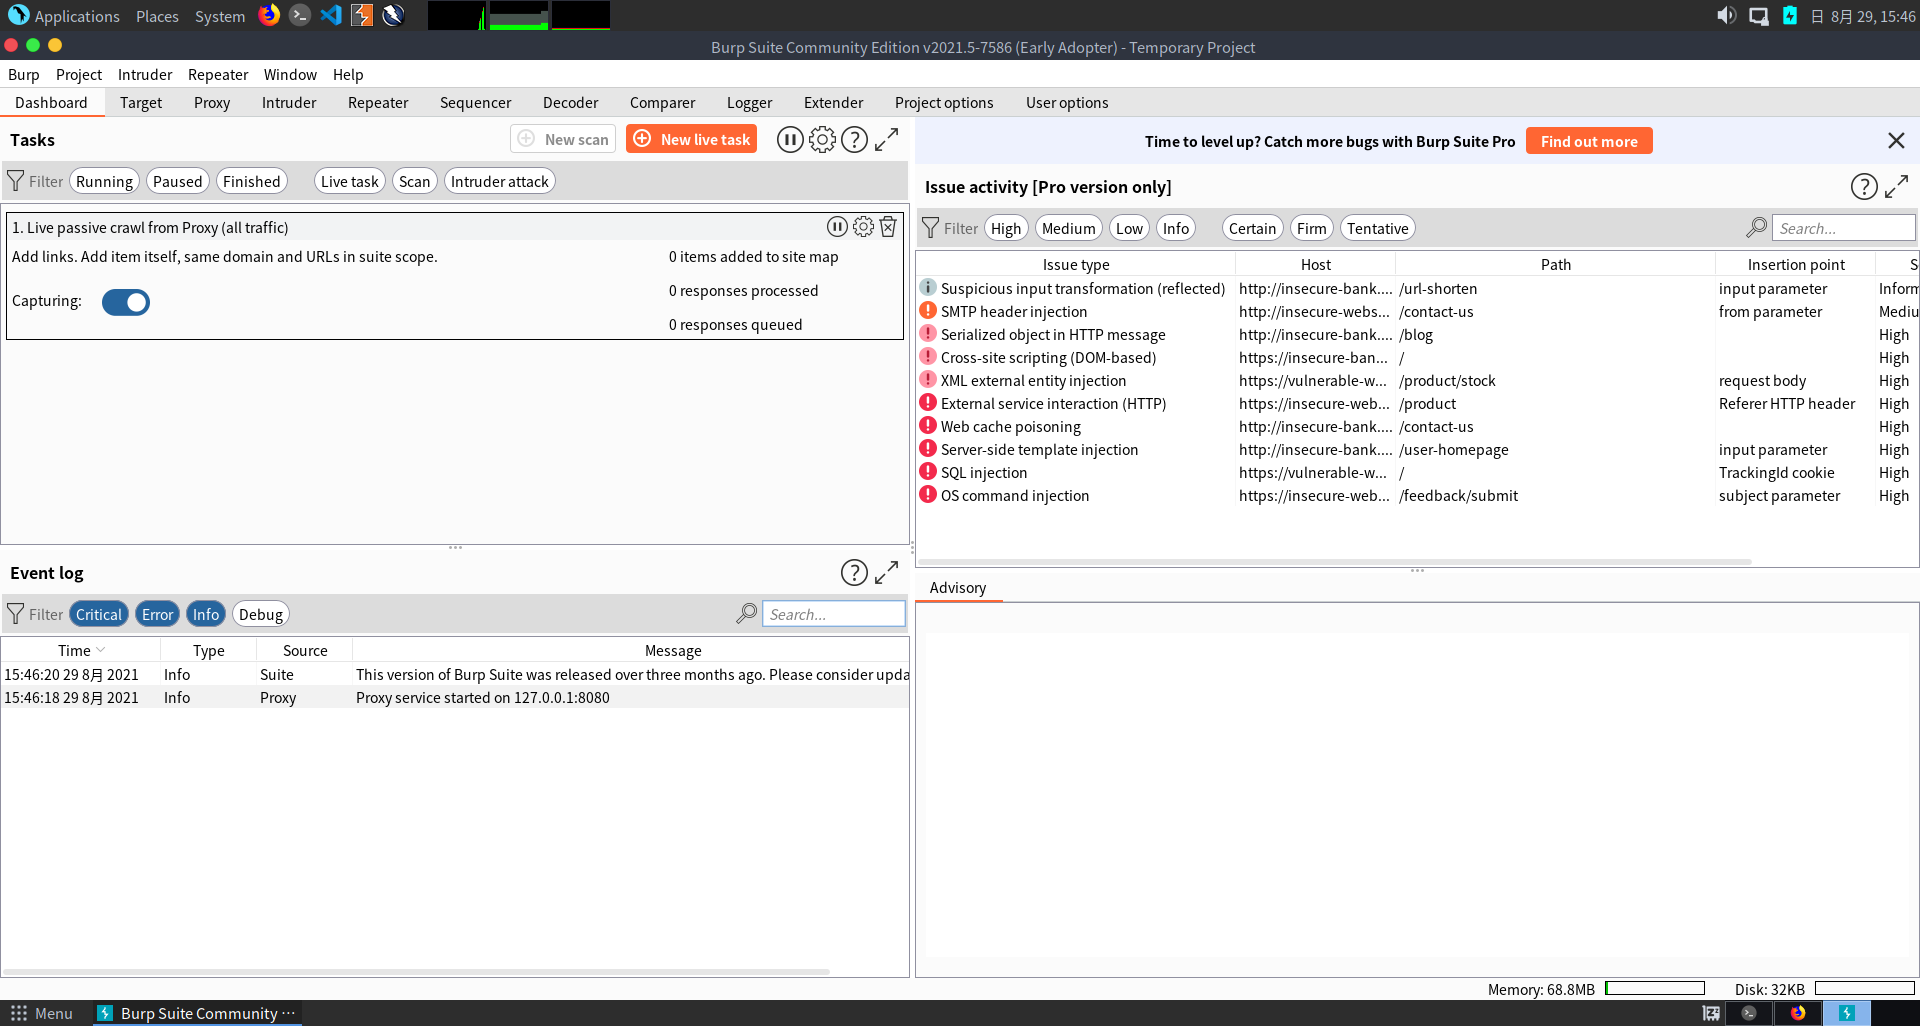 Applications Places System
日 8月 29, 15:46
Burp Suite Community Edition v2021.5-7586 (Early Adopter) - Temporary Project
Burp Project Intruder Repeater Window Help
Dashboard Target Proxy Intruder Repeater Sequencer Decoder Comparer Logger Extender Project options User options
Tasks
New scan
New live task
Filter Running Paused Finished Live task Scan Intruder attack
1. Live passive crawl from Proxy (all traffic)
Add links. Add item itself, same domain and URLs in suite scope.
0 items added to site map
Capturing:
0 responses processed
0 responses queued
Event log
Filter Critical Error Info Debug Search...
Time Type Source Message
15:46:20 29 8月 2021 Info Suite This version of Burp Suite was released over three months ago. Please consider upda
15:46:18 29 8月 2021 Info Proxy Proxy service started on 127.0.0.1:8080
Time to level up? Catch more bugs with Burp Suite Pro
Find out more
Issue activity [Pro version only]
Filter High Medium Low Info Certain Firm Tentative Search...
Issue type Host Path Insertion point S
Suspicious input transformation (reflected) http://insecure-bank.... /url-shorten input parameter Inform
SMTP header injection http://insecure-webs... /contact-us from parameter Mediu
Serialized object in HTTP message http://insecure-bank.... /blog High
Cross-site scripting (DOM-based) https://insecure-ban... / High
XML external entity injection https://vulnerable-w... /product/stock request body High
External service interaction (HTTP) https://insecure-web... /product Referer HTTP header High
Web cache poisoning http://insecure-bank.... /contact-us High
Server-side template injection http://insecure-bank.... /user-homepage input parameter High
SQL injection https://vulnerable-w... / TrackingId cookie High
OS command injection https://insecure-web... /feedback/submit subject parameter High
Advisory
Memory: 68.8MB Disk: 32KB
Menu Burp Suite Community ⋯